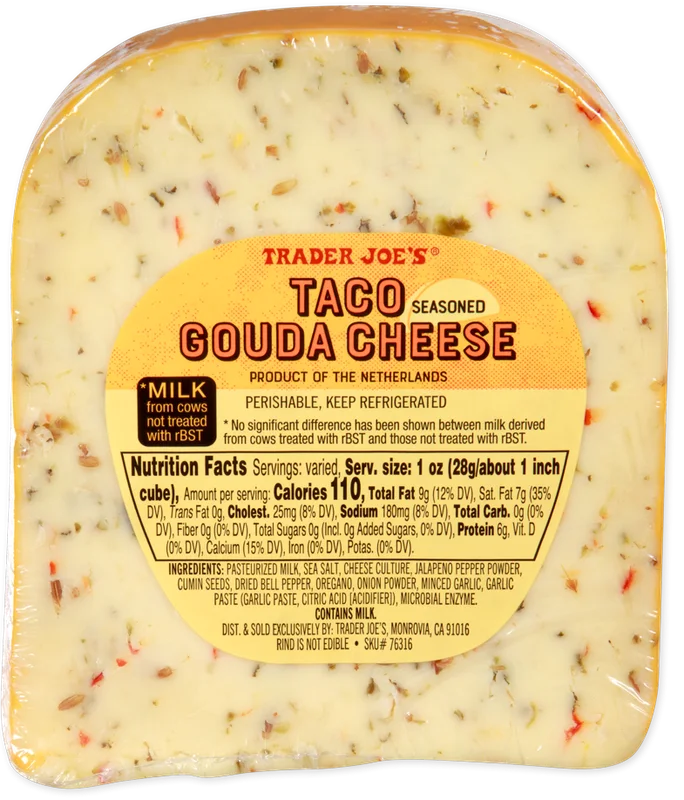 TRADER JOE'S®
TACO SEASONED
GOUDA CHEESE
PRODUCT OF THE NETHERLANDS
*MILK
from cows
not treated
with rBST
PERISHABLE, KEEP REFRIGERATED
* No significant difference has been shown between milk derived
from cows treated with rBST and those not treated with rBST.
Nutrition Facts Servings: varied, Serv. size: 1 oz (28g/about 1 inch
cube), Amount per serving: Calories 110, Total Fat 9g (12% DV), Sat. Fat 7g (35%
DV), Trans Fat 0g, Cholest. 25mg (8% DV), Sodium 180mg (8% DV), Total Carb. 0g (0%
DV), Fiber 0g (0% DV), Total Sugars 0g (Incl. 0g Added Sugars, 0% DV), Protein 6g, Vit. D
(0% DV), Calcium (15% DV), Iron (0% DV), Potas. (0% DV).
INGREDIENTS: PASTEURIZED MILK, SEA SALT, CHEESE CULTURE, JALAPENO PEPPER POWDER,
CUMIN SEEDS, DRIED BELL PEPPER, OREGANO, ONION POWDER, MINCED GARLIC, GARLIC
PASTE (GARLIC PASTE, CITRIC ACID [ACIDIFIER]), MICROBIAL ENZYME.
CONTAINS MILK.
DIST. & SOLD EXCLUSIVELY BY: TRADER JOE'S, MONROVIA, CA 91016
RIND IS NOT EDIBLE • SKU# 76316